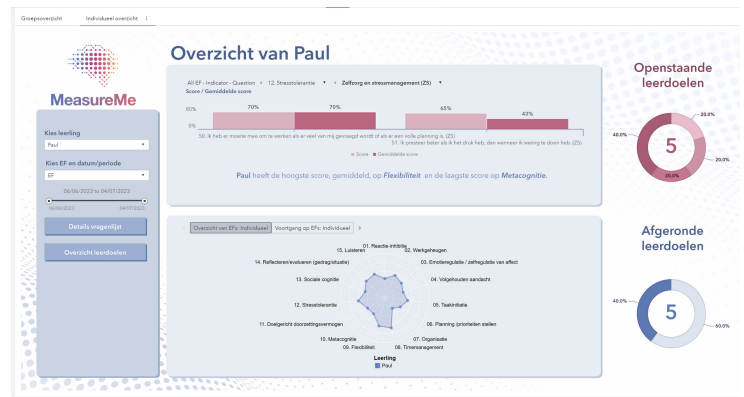 Groepsoverzicht
Individueel overzicht
MeasureMe
Kies leerling
Paul
Kies EF en datum/periode
EF
06/06/2023 to 04/07/2023
06/06/2023 04/07/2023
Details vragenlijst
Overzicht leerdoelen
Overzicht van Paul
All EF - Indicator - Question > 12. Stresstolerantie > Zelfzorg en stressmanagement (ZS)
Score / Gemiddelde score
80%
0%
70%
70%
65%
43%
50. Ik heb er moeite mee om te werken als er veel van mij gevraagd wordt of als er een volle planning is. (ZS)
51. Ik presteer beter als ik het druk heb, dan wanneer ik weinig te doen heb. (ZS)
Score Gemiddelde score
Paul heeft de hoogste score, gemiddeld, op Flexibiliteit en de laagste score op Metacognitie.
Overzicht van EFs: Individueel
Voortgang op EFs: Individueel
01. Reactie-inhibitie
02. Werkgeheugen
03. Emotieregulatie / zelfregulatie van affect
04. Volgehouden aandacht
05. Taakinitiatie
06. Planning /prioriteiten stellen
07. Organisatie
08. Timemanagement
09. Flexibiliteit
10. Metacognitie
11. Doelgericht doorzettingsvermogen
12. Stresstolerantie
13. Sociale cognitie
14. Reflecteren/evalueren (gedrag/situatie)
15. Luisteren
Leerling
Paul
Openstaande
leerdoelen
20.0%
20.0%
20.0%
40.0%
5
Afgeronde
leerdoelen
40.0%
60.0%
5